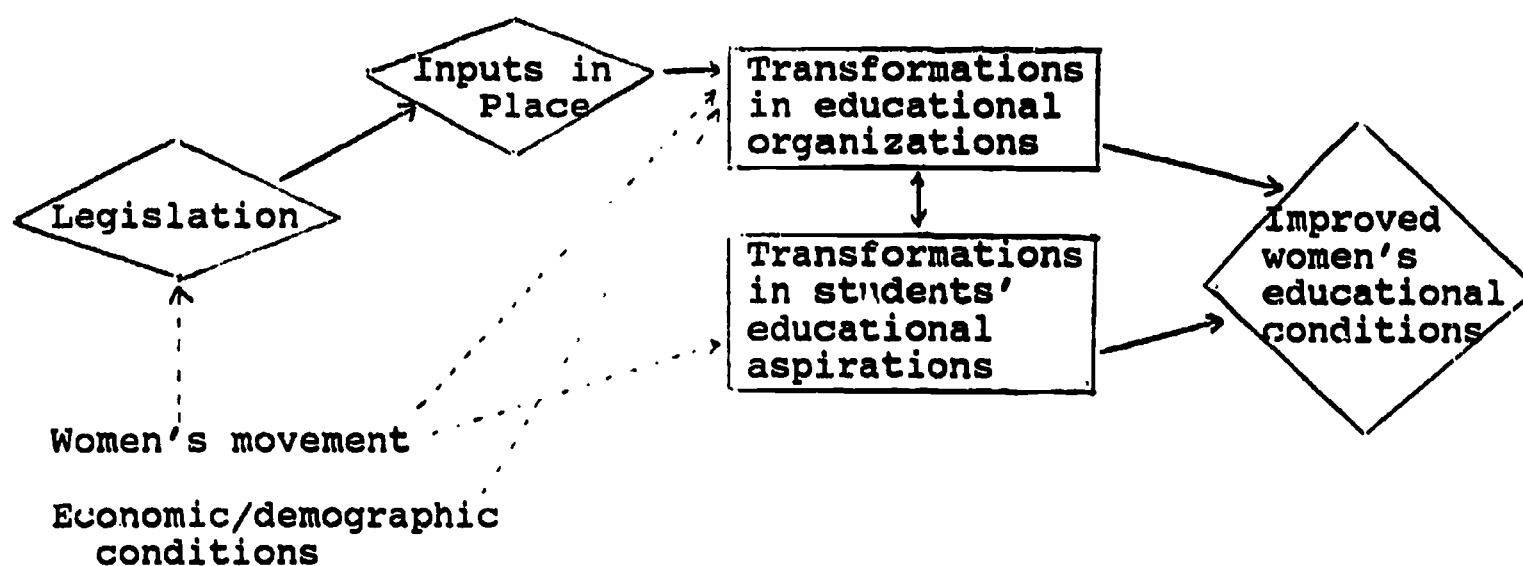 Inputs in
Place
Transformations
in educational
organizations
Legislation
Improved
women's
educational
conditions
Transformations
in students'
educational
aspirations
Women's movement
Economic/demographic
conditions